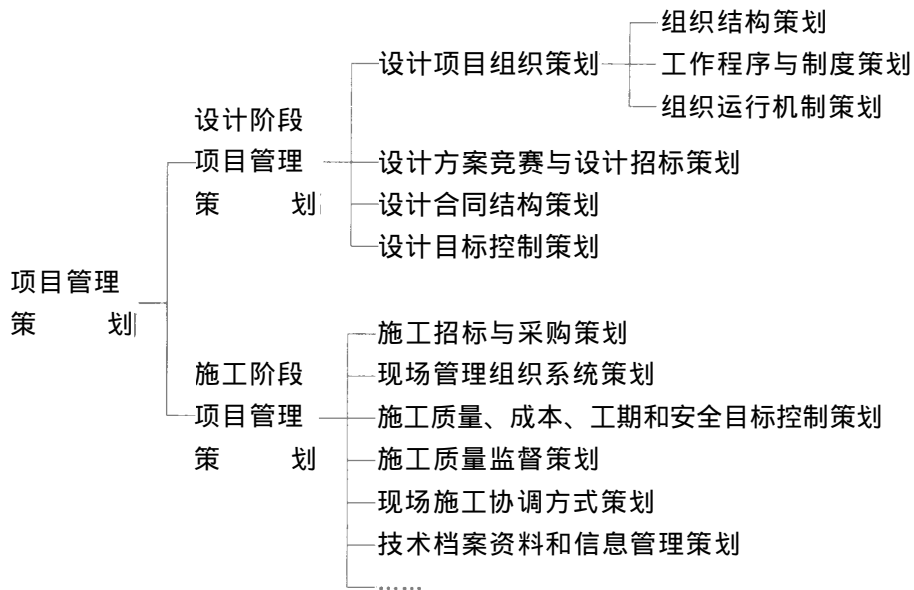 组织结构策划
设计项目组织策划
工作程序与制度策划
组织运行机制策划
设计阶段
项目管理
策 划
设计方案竞赛与设计招标策划
设计合同结构策划
设计目标控制策划
项目管理
策 划
施工招标与采购策划
现场管理组织系统策划
施工阶段
项目管理
策 划
施工质量、成本、工期和安全目标控制策划
施工质量监督策划
现场施工协调方式策划
技术档案资料和信息管理策划
……